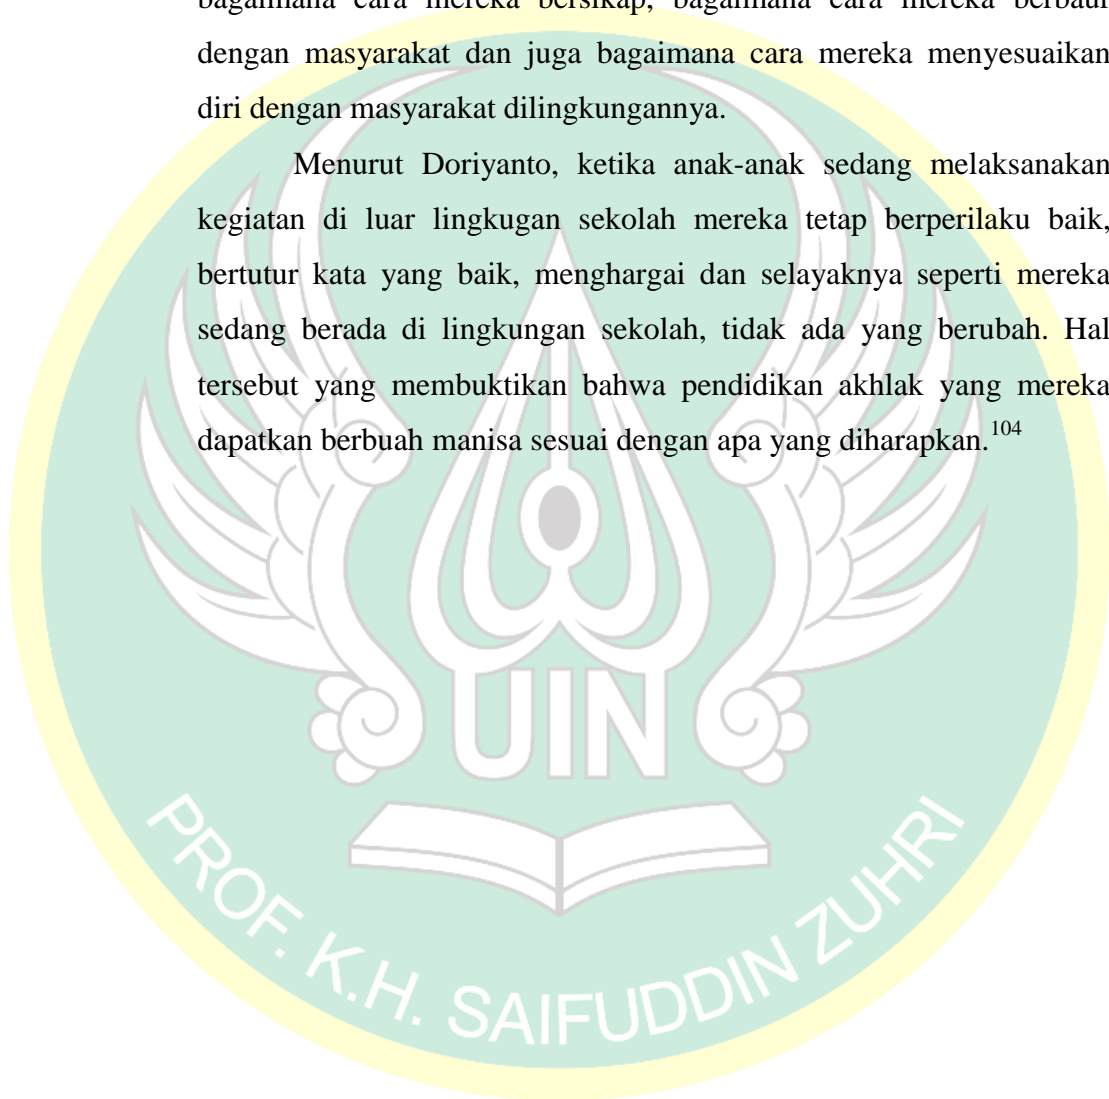 bagaimana cara mereka bersikap, bagaimana cara mereka berbaur
dengan masyarakat dan juga bagaimana cara mereka menyesuaikan
diri dengan masyarakat dilingkungannya.
Menurut Doriyanto, ketika anak-anak sedang melaksanakan
kegiatan di luar lingkugan sekolah mereka tetap berperilaku baik,
bertutur kata yang baik, menghargai dan selayaknya seperti mereka
sedang berada di lingkungan sekolah, tidak ada yang berubah. Hal
tersebut yang membuktikan bahwa pendidikan akhlak yang mereka
dapatkan berbuah manisa sesuai dengan apa yang diharapkan.104
UIN
PROF. K.H. SAIFUDDIN ZUHRI